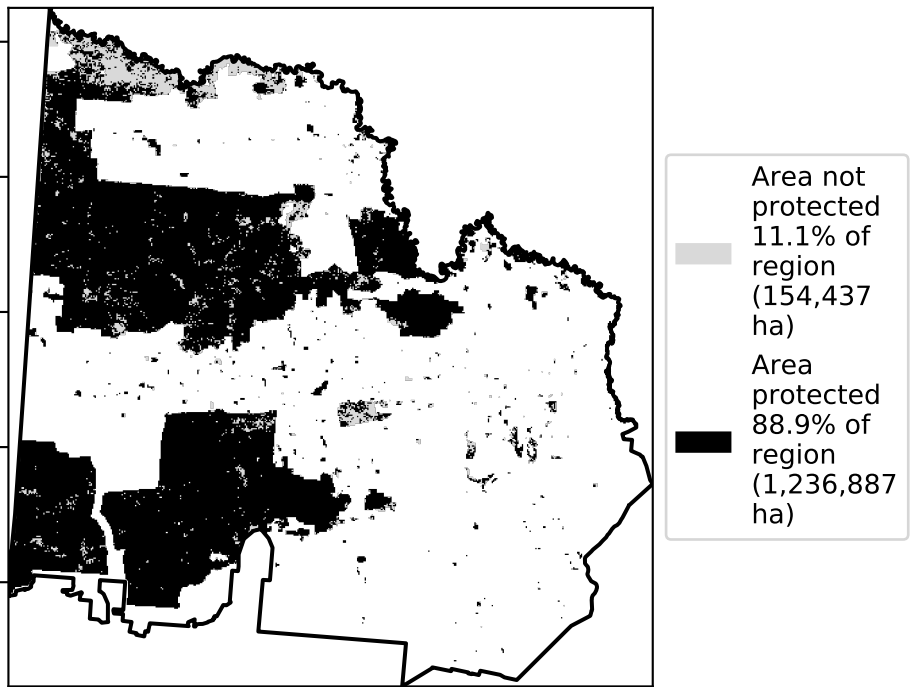 Area not
protected
11.1% of
region
(154,437
ha)
Area
protected
88.9% of
region
(1,236,887
ha)